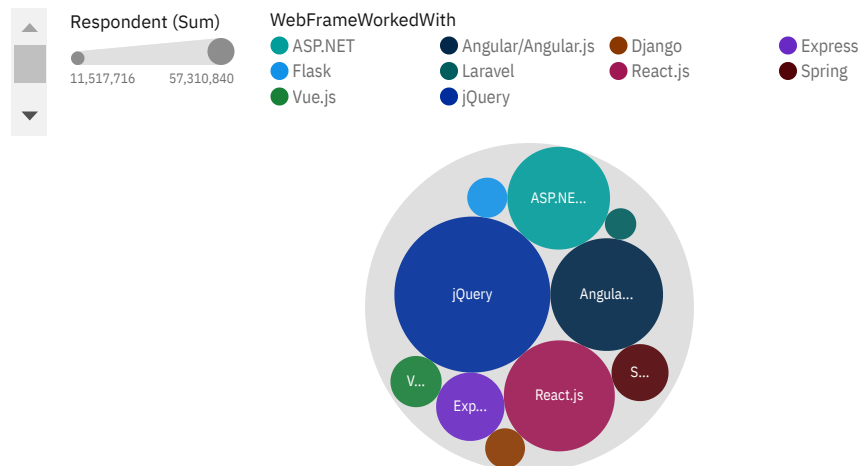 Respondent (Sum)
11,517,716 57,310,840
WebFrameWorkedWith
ASP.NET Angular/Angular.js Django Express
Flask Laravel React.js Spring
Vue.js jQuery
ASP.NE...
jQuery
Angula...
S...
V...
React.js
Exp...